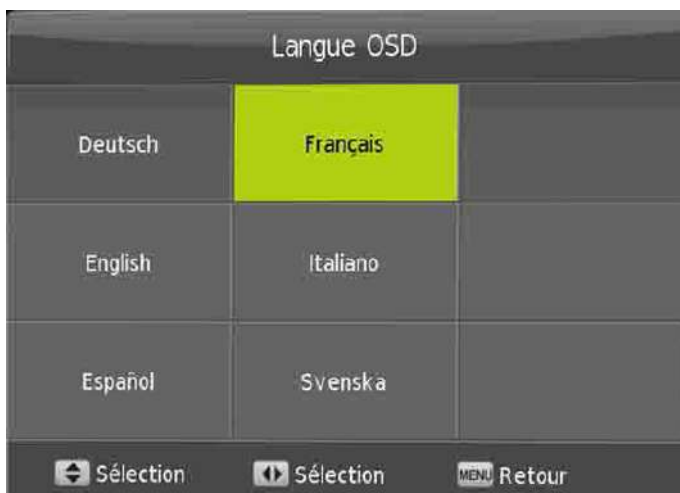 Langue OSD
Deutsch Français
English Italiano
Español Svenska
Sélection Sélection MENU Retour